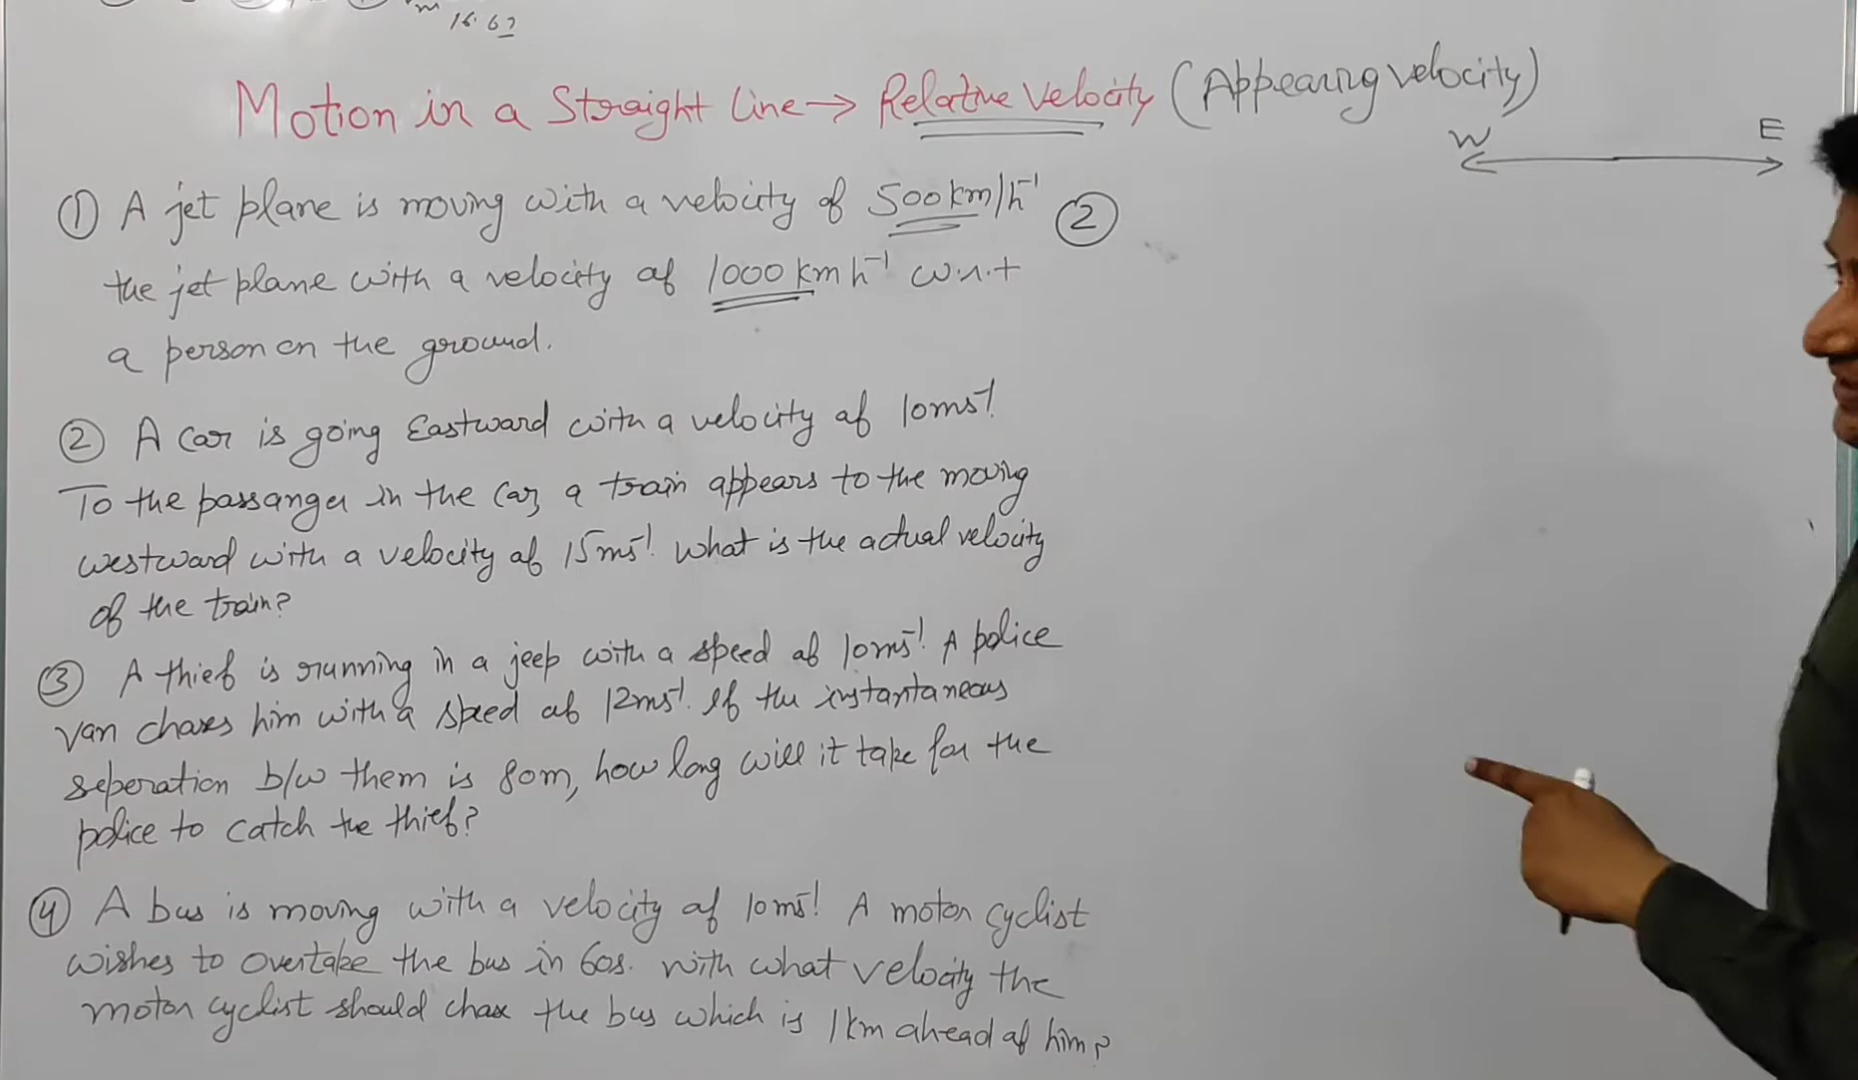 16.67
Motion in a Straight Line → Relative Velocity (Appearing velocity)
W E
① A jet plane is moving with a velocity of 500 km/h⁻¹ ②
the jet plane with a velocity of 1000 km h⁻¹ w.r.t
a person on the ground.
② A car is going Eastward with a velocity of 10ms⁻¹.
To the passanger in the car, a train appears to the moving
westward with a velocity of 15ms⁻¹. What is the actual velocity
of the train?
③ A thief is running in a jeep with a speed of 10ms⁻¹. A police
van chases him with a speed of 12ms⁻¹. If the instantaneous
seperation b/w them is 80m, how long will it take for the
police to catch the thief?
④ A bus is moving with a velocity of 10ms⁻¹. A motor cyclist
wishes to overtake the bus in 60s. with what velocity the
motor cyclist should chase the bus which is 1km ahead of him?